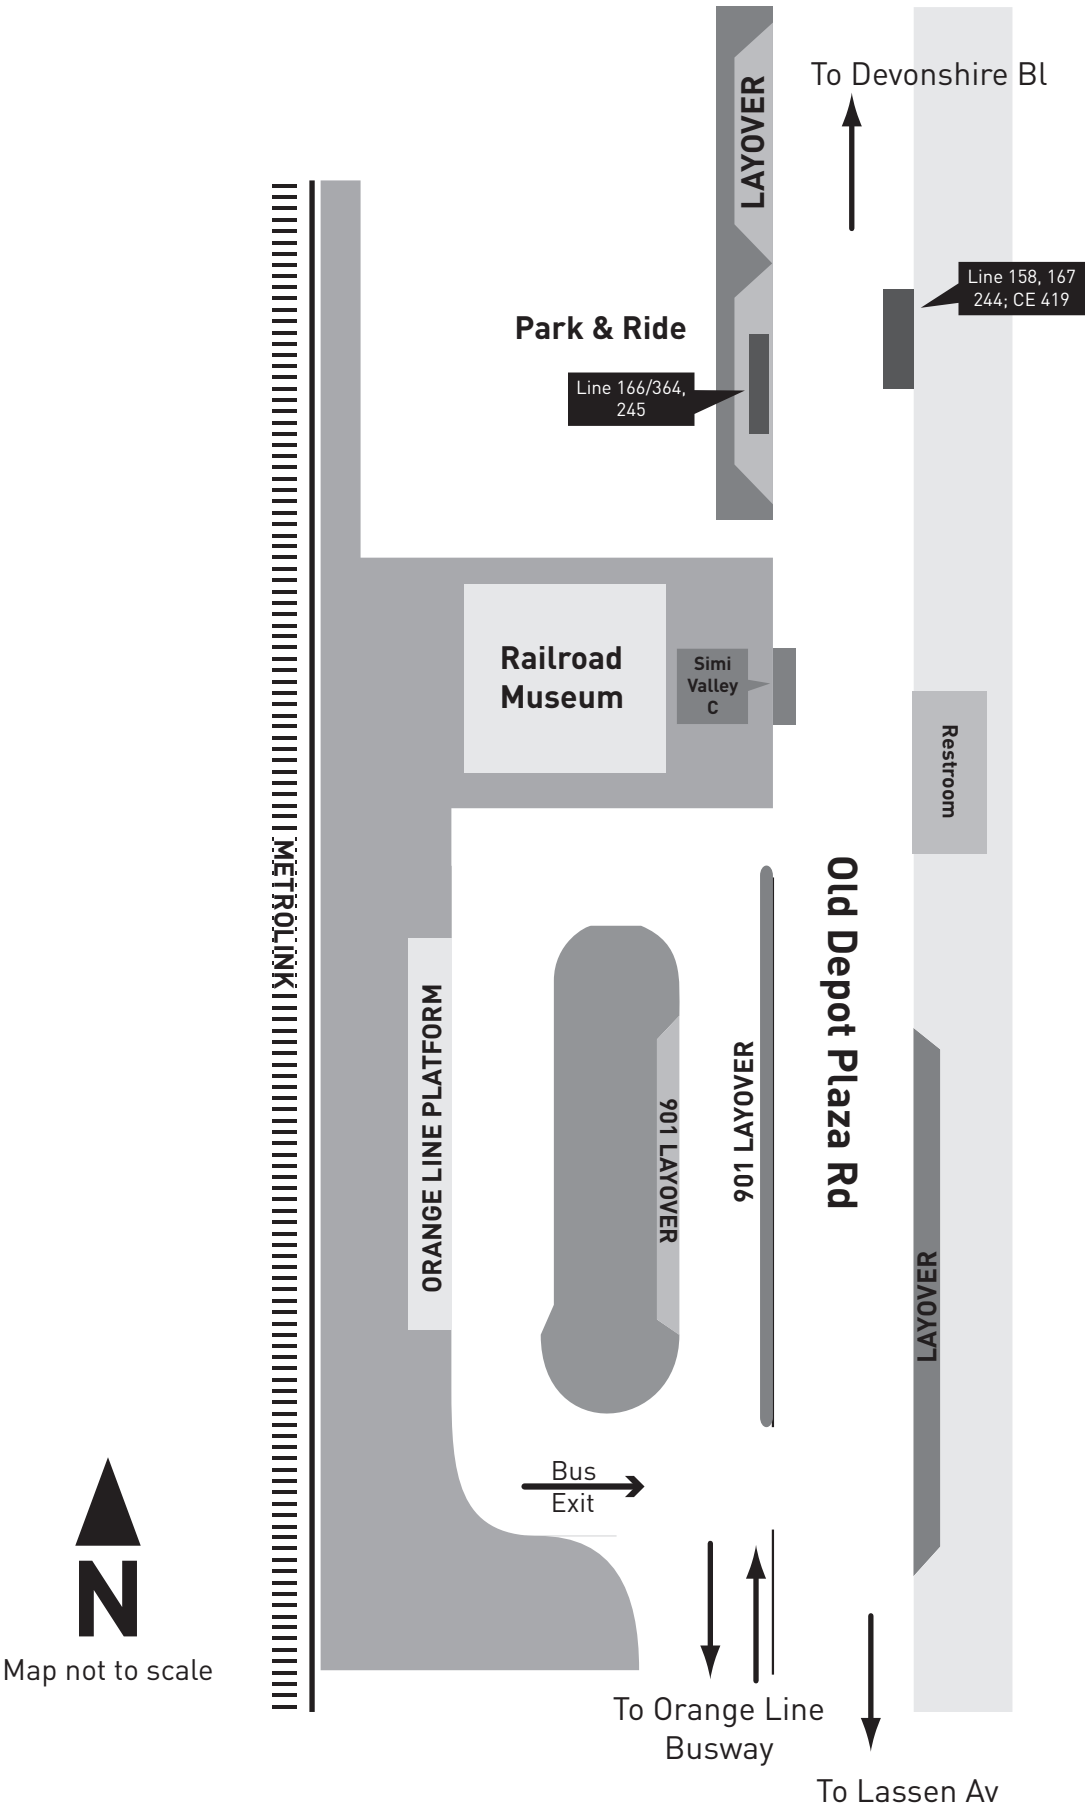 To Devonshire Bl
LAYOVER
Line 158, 167
244; CE 419
Park & Ride
Line 166/364,
245
Railroad
Museum
Simi
Valley
C
Restroom
METROLINK
Old Depot Plaza Rd
ORANGE LINE PLATFORM
901 LAYOVER
901 LAYOVER
LAYOVER
Bus
Exit
N
Map not to scale
To Orange Line
Busway
To Lassen Av